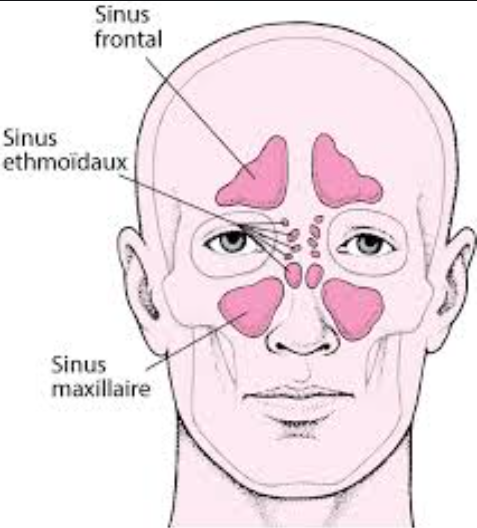 Sinus
frontal
Sinus
ethmoïdaux
Sinus
maxillaire